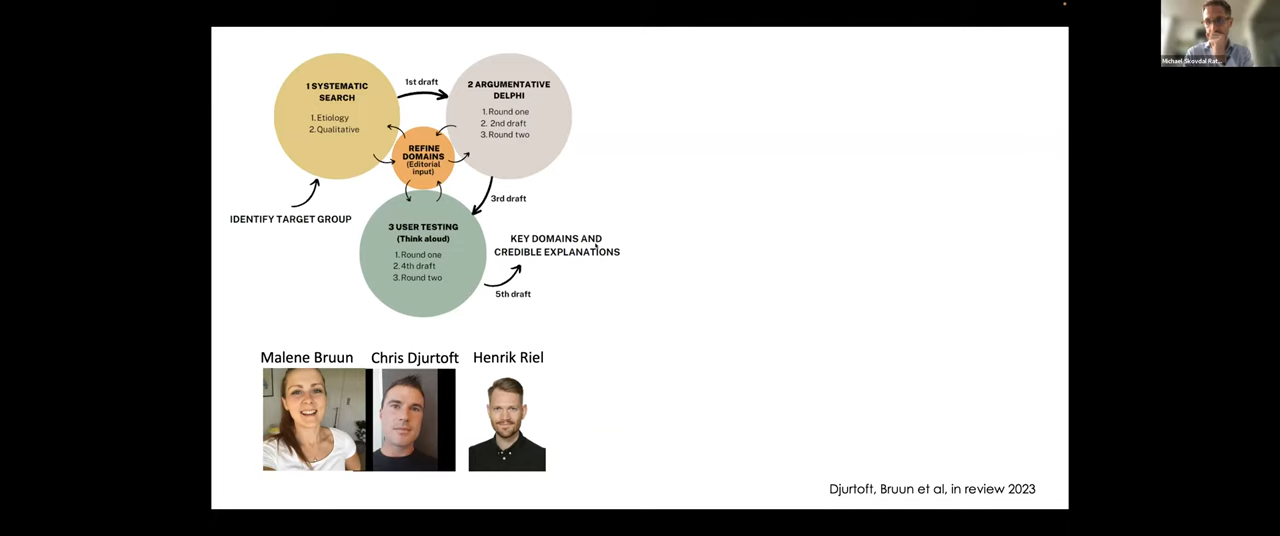 1 SYSTEMATIC
SEARCH
1. Etiology
2. Qualitative
1st draft
2 ARGUMENTATIVE
DELPHI
1. Round one
2. 2nd draft
3. Round two
REFINE
DOMAINS
(Editorial
input)
IDENTIFY TARGET GROUP
3rd draft
3 USER TESTING
(Think aloud)
1. Round one
2. 4th draft
3. Round two
KEY DOMAINS AND
CREDIBLE EXPLANATIONS
5th draft
Malene Bruun
Chris Djurtoft
Henrik Riel
Djurtoft, Bruun et al, in review 2023
Michael Skovdal Rat...